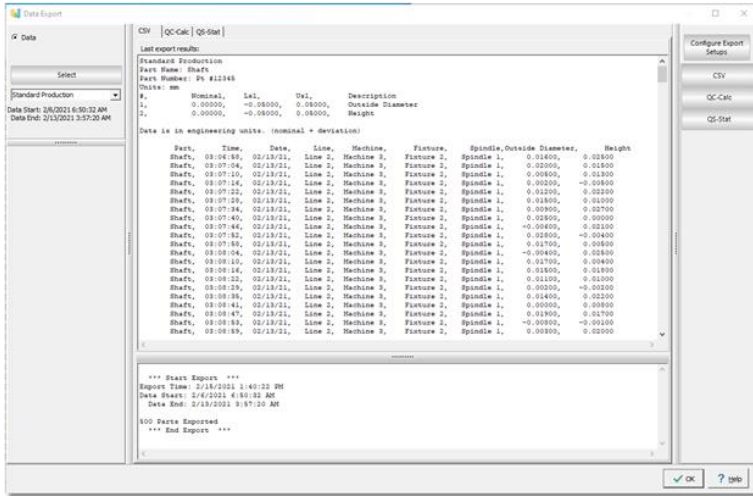 Data Export
Data
Select
Standard Production
Data Start: 2/6/2021 6:50:32 AM
Data End: 2/13/2021 3:57:20 AM
CSV QC-Calc QS-Stat
Last export results:
Standard Production
Part Name: Shaft
Part Number: Pt #12345
Units: mm
#, Nominal, Lsl, Usl, Description
1, 0.00000, -0.05000, 0.05000, Outside Diameter
2, 0.00000, -0.05000, 0.05000, Height
Data is in engineering units. (nominal + deviation)
Part, Time, Date, Line, Machine, Fixture, Spindle, Outside Diameter, Height
Shaft, 03:06:58, 02/13/21, Line 2, Machine 3, Fixture 2, Spindle 1, 0.01600, 0.02500
Shaft, 03:07:04, 02/13/21, Line 2, Machine 3, Fixture 2, Spindle 1, 0.02000, 0.01500
Shaft, 03:07:10, 02/13/21, Line 2, Machine 3, Fixture 2, Spindle 1, 0.00500, 0.01300
Shaft, 03:07:16, 02/13/21, Line 2, Machine 3, Fixture 2, Spindle 1, 0.00200, -0.00500
Shaft, 03:07:22, 02/13/21, Line 2, Machine 3, Fixture 2, Spindle 1, 0.01200, 0.02200
Shaft, 03:07:28, 02/13/21, Line 2, Machine 3, Fixture 2, Spindle 1, 0.01500, 0.01000
Shaft, 03:07:34, 02/13/21, Line 2, Machine 3, Fixture 2, Spindle 1, 0.00900, 0.02700
Shaft, 03:07:40, 02/13/21, Line 2, Machine 3, Fixture 2, Spindle 1, 0.02500, 0.00000
Shaft, 03:07:46, 02/13/21, Line 2, Machine 3, Fixture 2, Spindle 1, -0.00600, 0.02100
Shaft, 03:07:52, 02/13/21, Line 2, Machine 3, Fixture 2, Spindle 1, 0.02800, -0.00400
Shaft, 03:07:58, 02/13/21, Line 2, Machine 3, Fixture 2, Spindle 1, 0.01700, 0.00500
Shaft, 03:08:04, 02/13/21, Line 2, Machine 3, Fixture 2, Spindle 1, -0.00400, 0.02500
Shaft, 03:08:10, 02/13/21, Line 2, Machine 3, Fixture 2, Spindle 1, 0.01700, 0.00400
Shaft, 03:08:16, 02/13/21, Line 2, Machine 3, Fixture 2, Spindle 1, 0.01500, 0.01900
Shaft, 03:08:22, 02/13/21, Line 2, Machine 3, Fixture 2, Spindle 1, 0.01100, 0.01000
Shaft, 03:08:29, 02/13/21, Line 2, Machine 3, Fixture 2, Spindle 1, 0.00200, -0.00200
Shaft, 03:08:35, 02/13/21, Line 2, Machine 3, Fixture 2, Spindle 1, 0.01400, 0.02200
Shaft, 03:08:41, 02/13/21, Line 2, Machine 3, Fixture 2, Spindle 1, 0.00000, 0.00800
Shaft, 03:08:47, 02/13/21, Line 2, Machine 3, Fixture 2, Spindle 1, 0.01900, 0.01700
Shaft, 03:08:53, 02/13/21, Line 2, Machine 3, Fixture 2, Spindle 1, -0.00800, -0.00100
Shaft, 03:08:59, 02/13/21, Line 2, Machine 3, Fixture 2, Spindle 1, 0.00300, 0.02000
*** Start Export ***
Export Time: 2/15/2021 1:40:22 PM
Data Start: 2/6/2021 6:50:32 AM
Data End: 2/13/2021 3:57:20 AM
500 Parts Exported
*** End Export ***
Configure Export
Setups
CSV
QC-Calc
QS-Stat
OK
Help